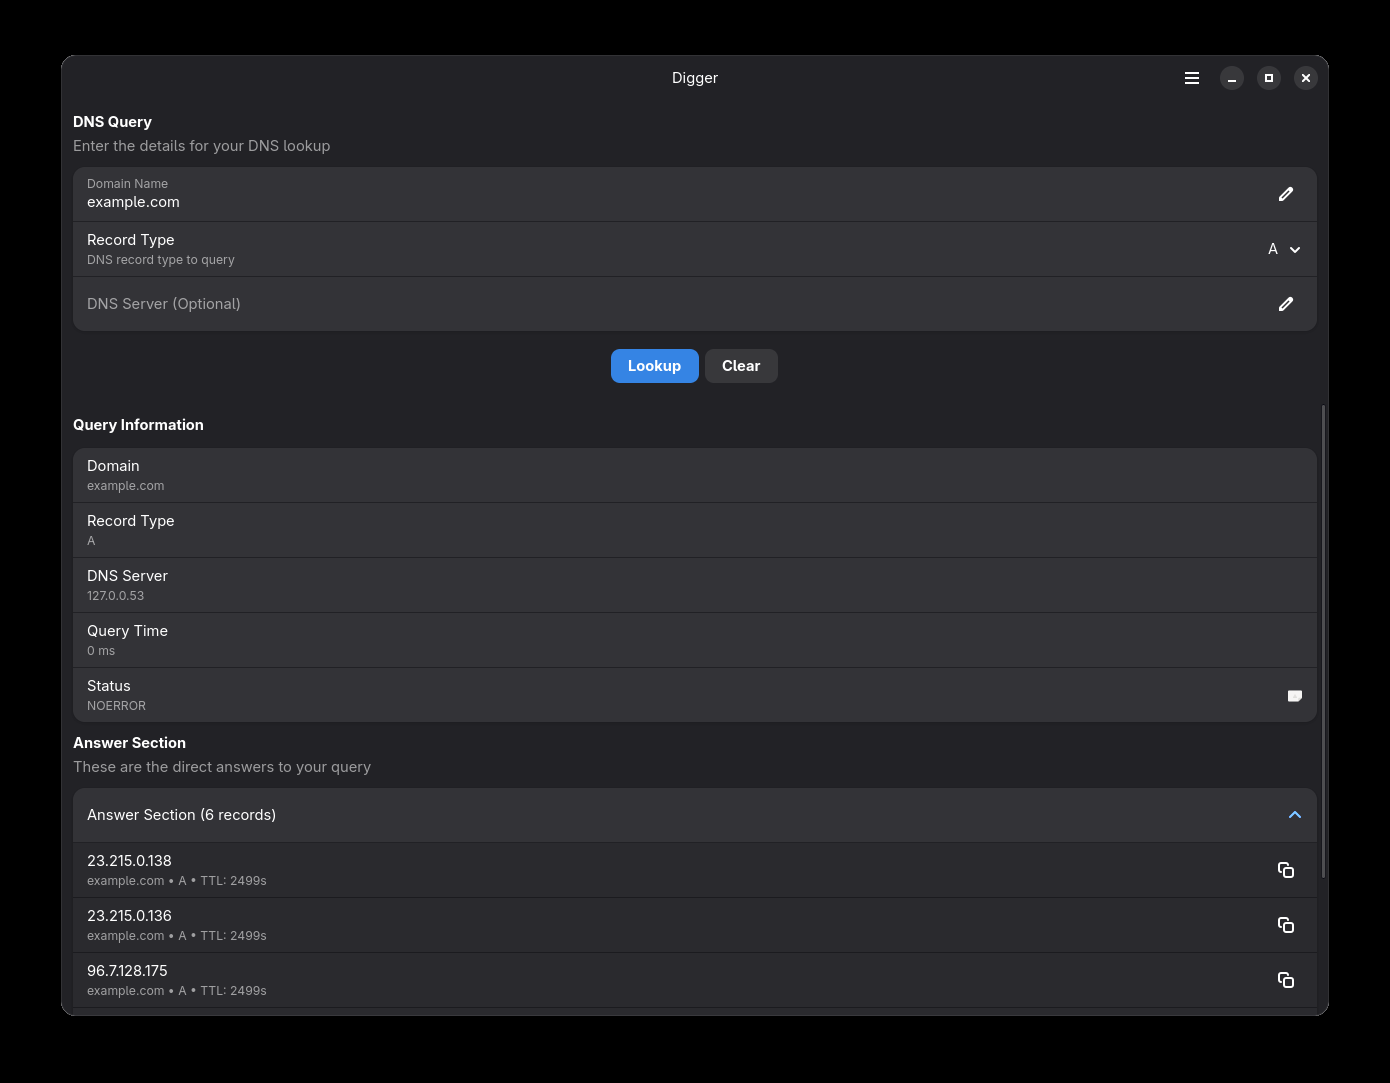 Digger
DNS Query
Enter the details for your DNS lookup
Domain Name
example.com
Record Type
DNS record type to query
A
DNS Server (Optional)
Lookup
Clear
Query Information
Domain
example.com
Record Type
A
DNS Server
127.0.0.53
Query Time
0 ms
Status
NOERROR
Answer Section
These are the direct answers to your query
Answer Section (6 records)
23.215.0.138
example.com • A • TTL: 2499s
23.215.0.136
example.com • A • TTL: 2499s
96.7.128.175
example.com • A • TTL: 2499s